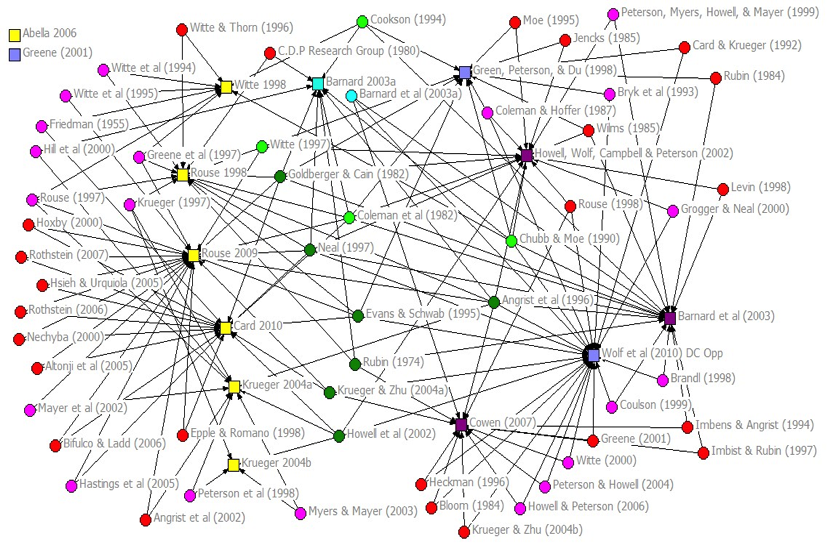 Abella 2006
Greene (2001)
Witte & Thorn (1996)
Cookson (1994)
Moe (1995)
Peterson, Myers, Howell, & Mayer (1999)
Jencks (1985)
Card & Krueger (1992)
C.D.P Research Group (1980)
Witte et al (1994)
Green, Peterson, & Du (1998)
Rubin (1984)
Witte 1998
Barnard 2003a
Barnard et al (2003a)
Bryk et al (1993)
Witte et al (1995)
Coleman & Hoffer (1987)
Friedman (1955)
Wilms (1985)
Hill et al (2000)
Greene et al (1997)
Witte (1997)
Howell, Wolf, Campbell & Peterson (2002)
Rouse 1998
Goldberger & Cain (1982)
Levin (1998)
Rouse (1997)
Krueger (1997)
Rouse (1998)
Grogger & Neal (2000)
Hoxby (2000)
Coleman et al (1982)
Chubb & Moe (1990)
Rothstein (2007)
Rouse 2009
Neal (1997)
Hsieh & Urquiola (2005)
Angrist et al (1996)
Rothstein (2006)
Evans & Schwab (1995)
Barnard et al (2003)
Card 2010
Nechyba (2000)
Wolf et al (2010) DC Opp
Altonji et al (2005)
Rubin (1974)
Brandl (1998)
Krueger 2004a
Krueger & Zhu (2004a)
Mayer et al (2002)
Coulson (1999)
Cowen (2007)
Imbens & Angrist (1994)
Epple & Romano (1998)
Howell et al (2002)
Bifulco & Ladd (2006)
Greene (2001)
Imbist & Rubin (1997)
Krueger 2004b
Witte (2000)
Hastings et al (2005)
Heckman (1996)
Peterson & Howell (2004)
Peterson et al (1998)
Bloom (1984)
Howell & Peterson (2006)
Myers & Mayer (2003)
Angrist et al (2002)
Krueger & Zhu (2004b)